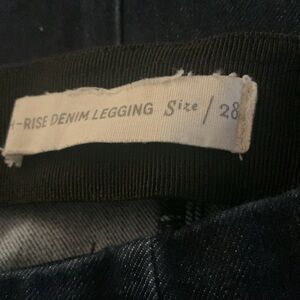 -RISE DENIM LEGGING Size / 28